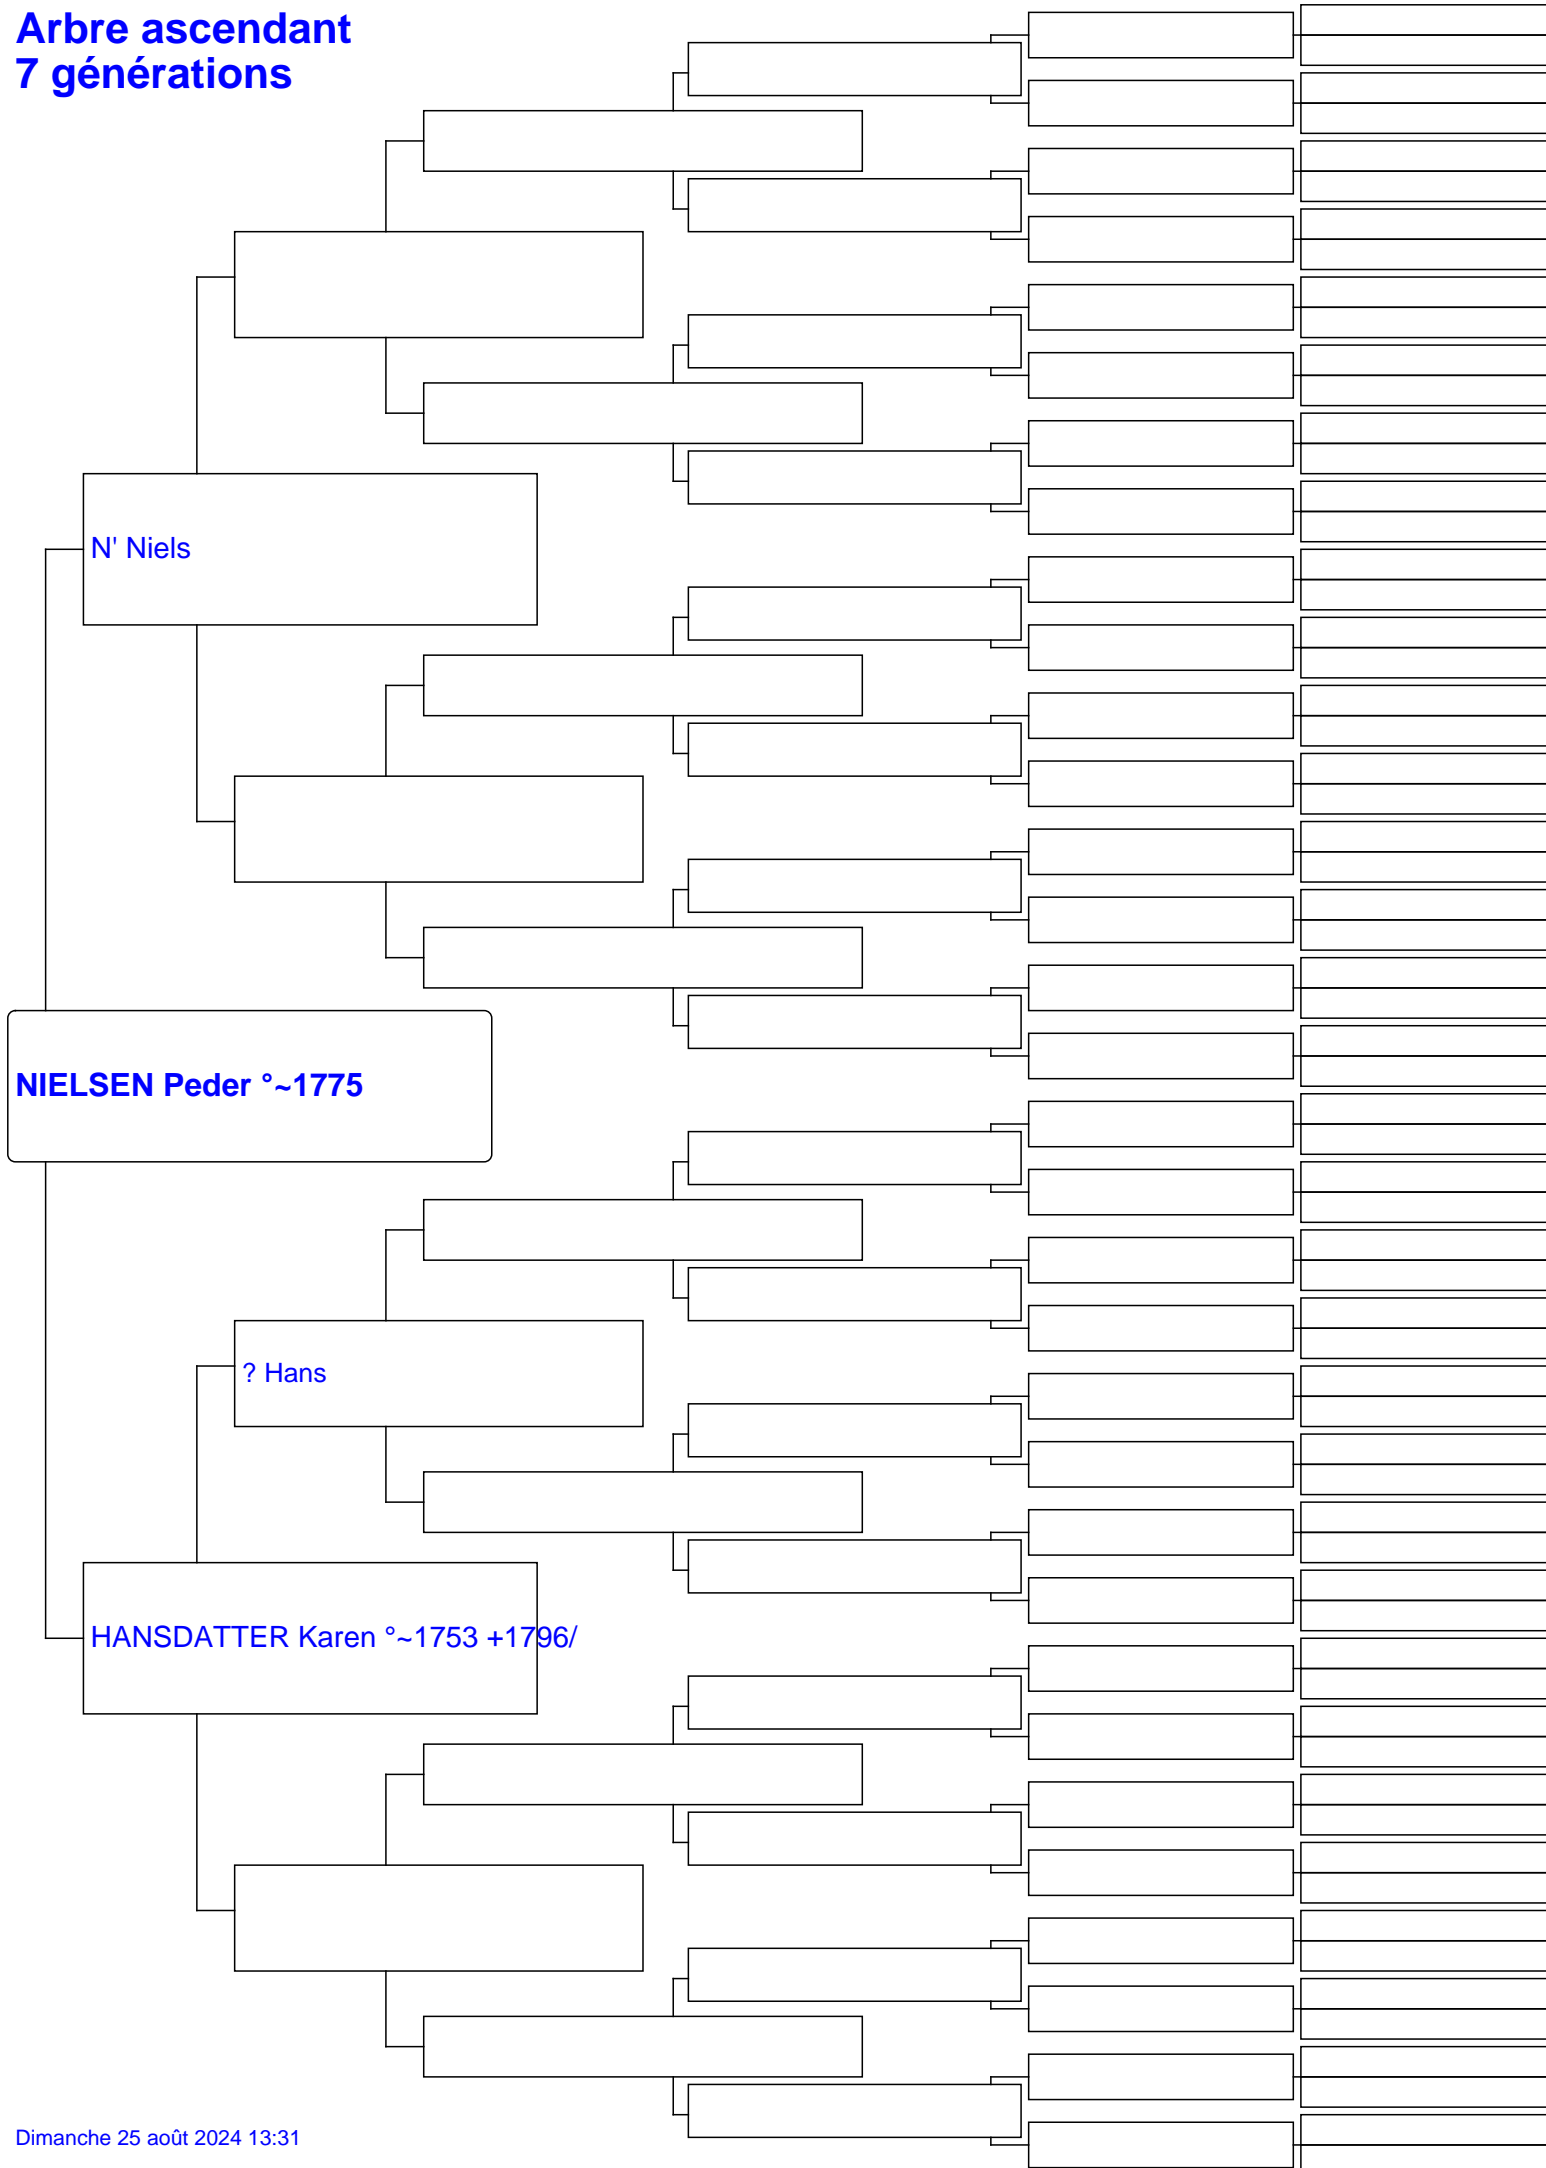 Arbre ascendant
7 générations
N' Niels
NIELSEN Peder °~1775
? Hans
HANSDATTER Karen °~1753 +1796/
Dimanche 25 août 2024 13:31